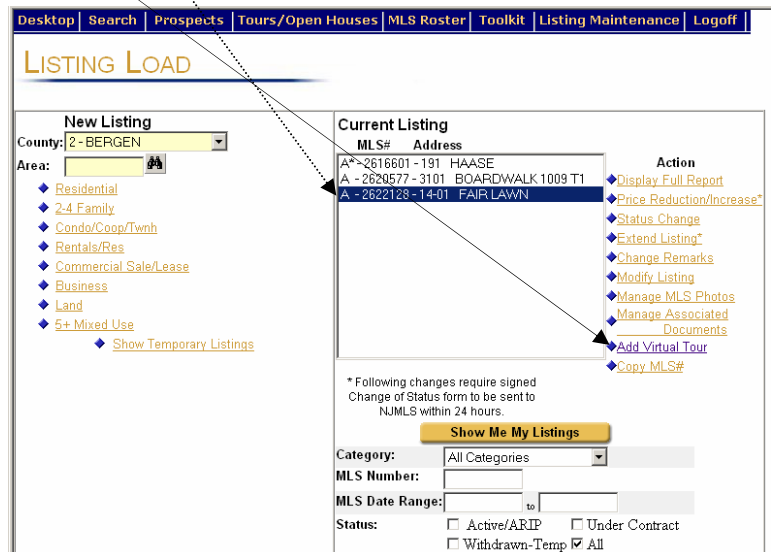 Desktop | Search | Prospects | Tours/Open Houses | MLS Roster | Toolkit | Listing Maintenance | Logoff |
LISTING LOAD
New Listing
County: 2 - BERGEN
Area:
Residential
2-4 Family
Condo/Coop/Twnh
Rentals/Res
Commercial Sale/Lease
Business
Land
5+ Mixed Use
Show Temporary Listings
Current Listing
MLS# Address
A* - 2616601 - 191 HAASE
A - 2620577 - 3101 BOARDWALK 1009 T1
A - 2622128 - 14-01 FAIR LAWN
Action
Display Full Report
Price Reduction/Increase*
Status Change
Extend Listing*
Change Remarks
Modify Listing
Manage MLS Photos
Manage Associated
Documents
Add Virtual Tour
Copy MLS#
* Following changes require signed
Change of Status form to be sent to
NJMLS within 24 hours.
Show Me My Listings
Category: All Categories
MLS Number:
MLS Date Range: to
Status: Active/ARIP Under Contract
Withdrawn-Temp All